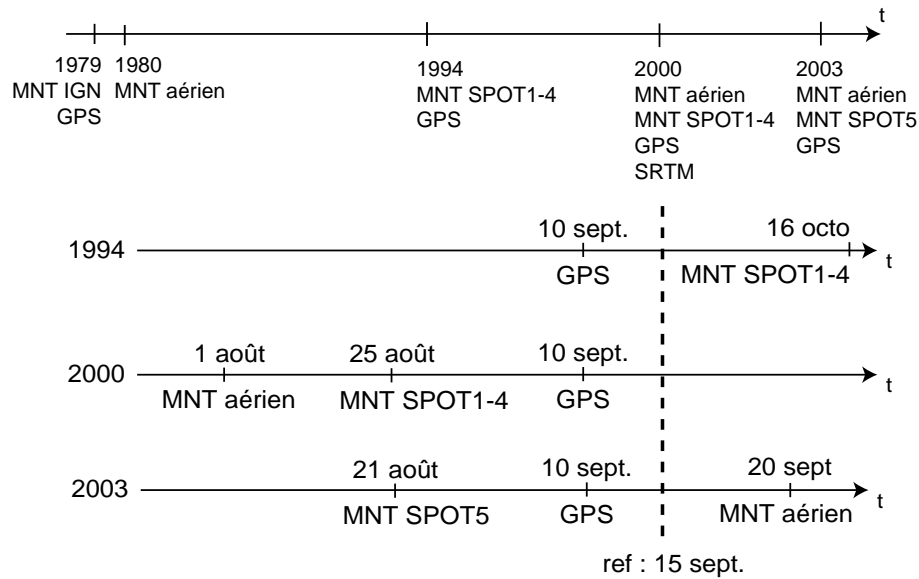 t
1979 1980 1994 2000 2003
MNT IGN MNT aérien MNT SPOT1-4 MNT aérien MNT aérien
GPS GPS MNT SPOT1-4 MNT SPOT5
GPS GPS
SRTM
10 sept. 16 octo
1994 t
GPS MNT SPOT1-4
1 août 25 août 10 sept.
2000 t
MNT aérien MNT SPOT1-4 GPS
21 août 10 sept. 20 sept
2003 t
MNT SPOT5 GPS MNT aérien
ref : 15 sept.